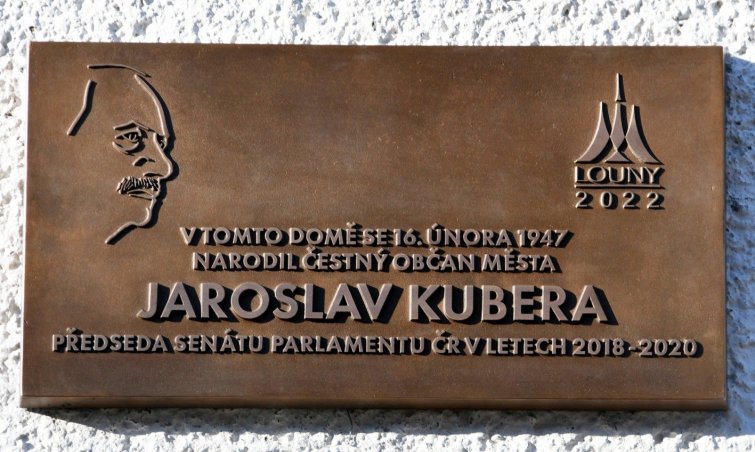 LOUNY
2022
V TOMTO DOMĚ SE 16. ÚNORA 1947
NARODIL ČESTNÝ OBČAN MĚSTA
JAROSLAV KUBERA
PŘEDSEDA SENÁTU PARLAMENTU ČR V LETECH 2018-2020